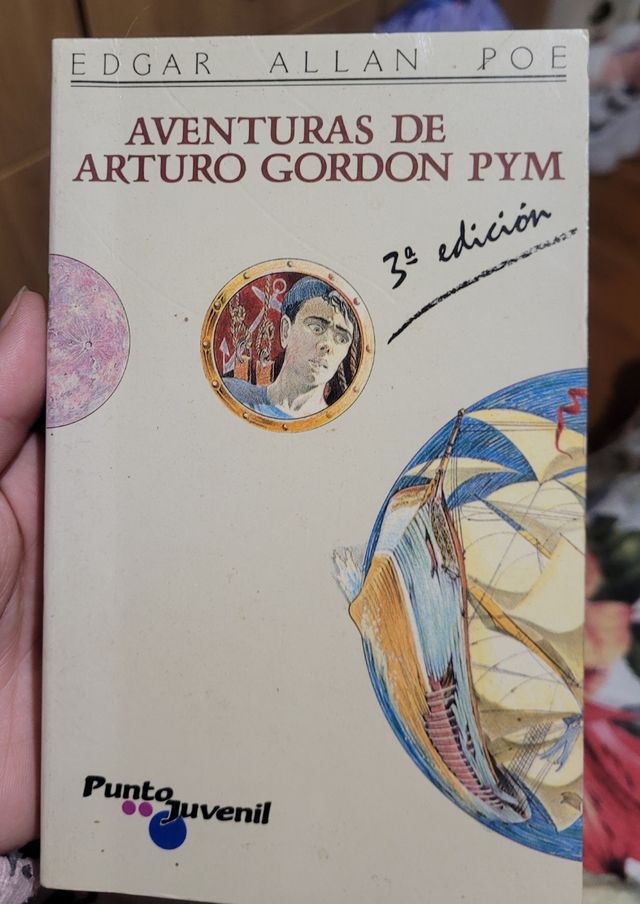 EDGAR ALLAN POE
AVENTURAS DE
ARTURO GORDON PYM
3ª edición
Punto
Juvenil